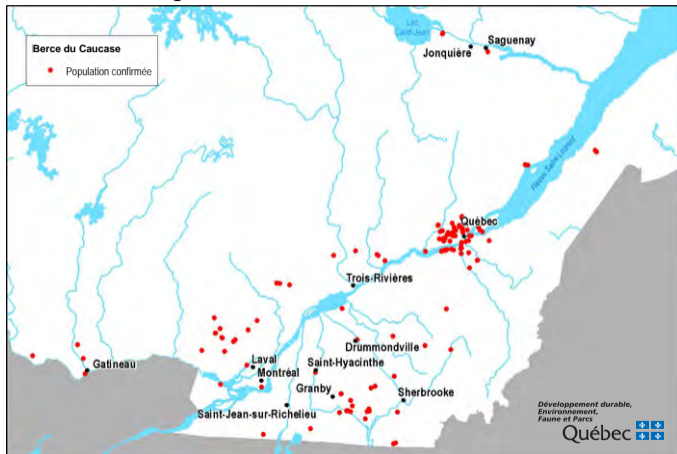 Berce du Caucase
Population confirmée
Lac
Saint-Jean
Saguenay
Jonquière
Fleuve Saint-Laurent
Québec
Trois-Rivières
Drummondville
Laval
Saint-Hyacinthe
Montréal
Gatineau
Granby
Sherbrooke
Saint-Jean-sur-Richelieu
Développement durable,
Environnement,
Faune et Parcs
Québec